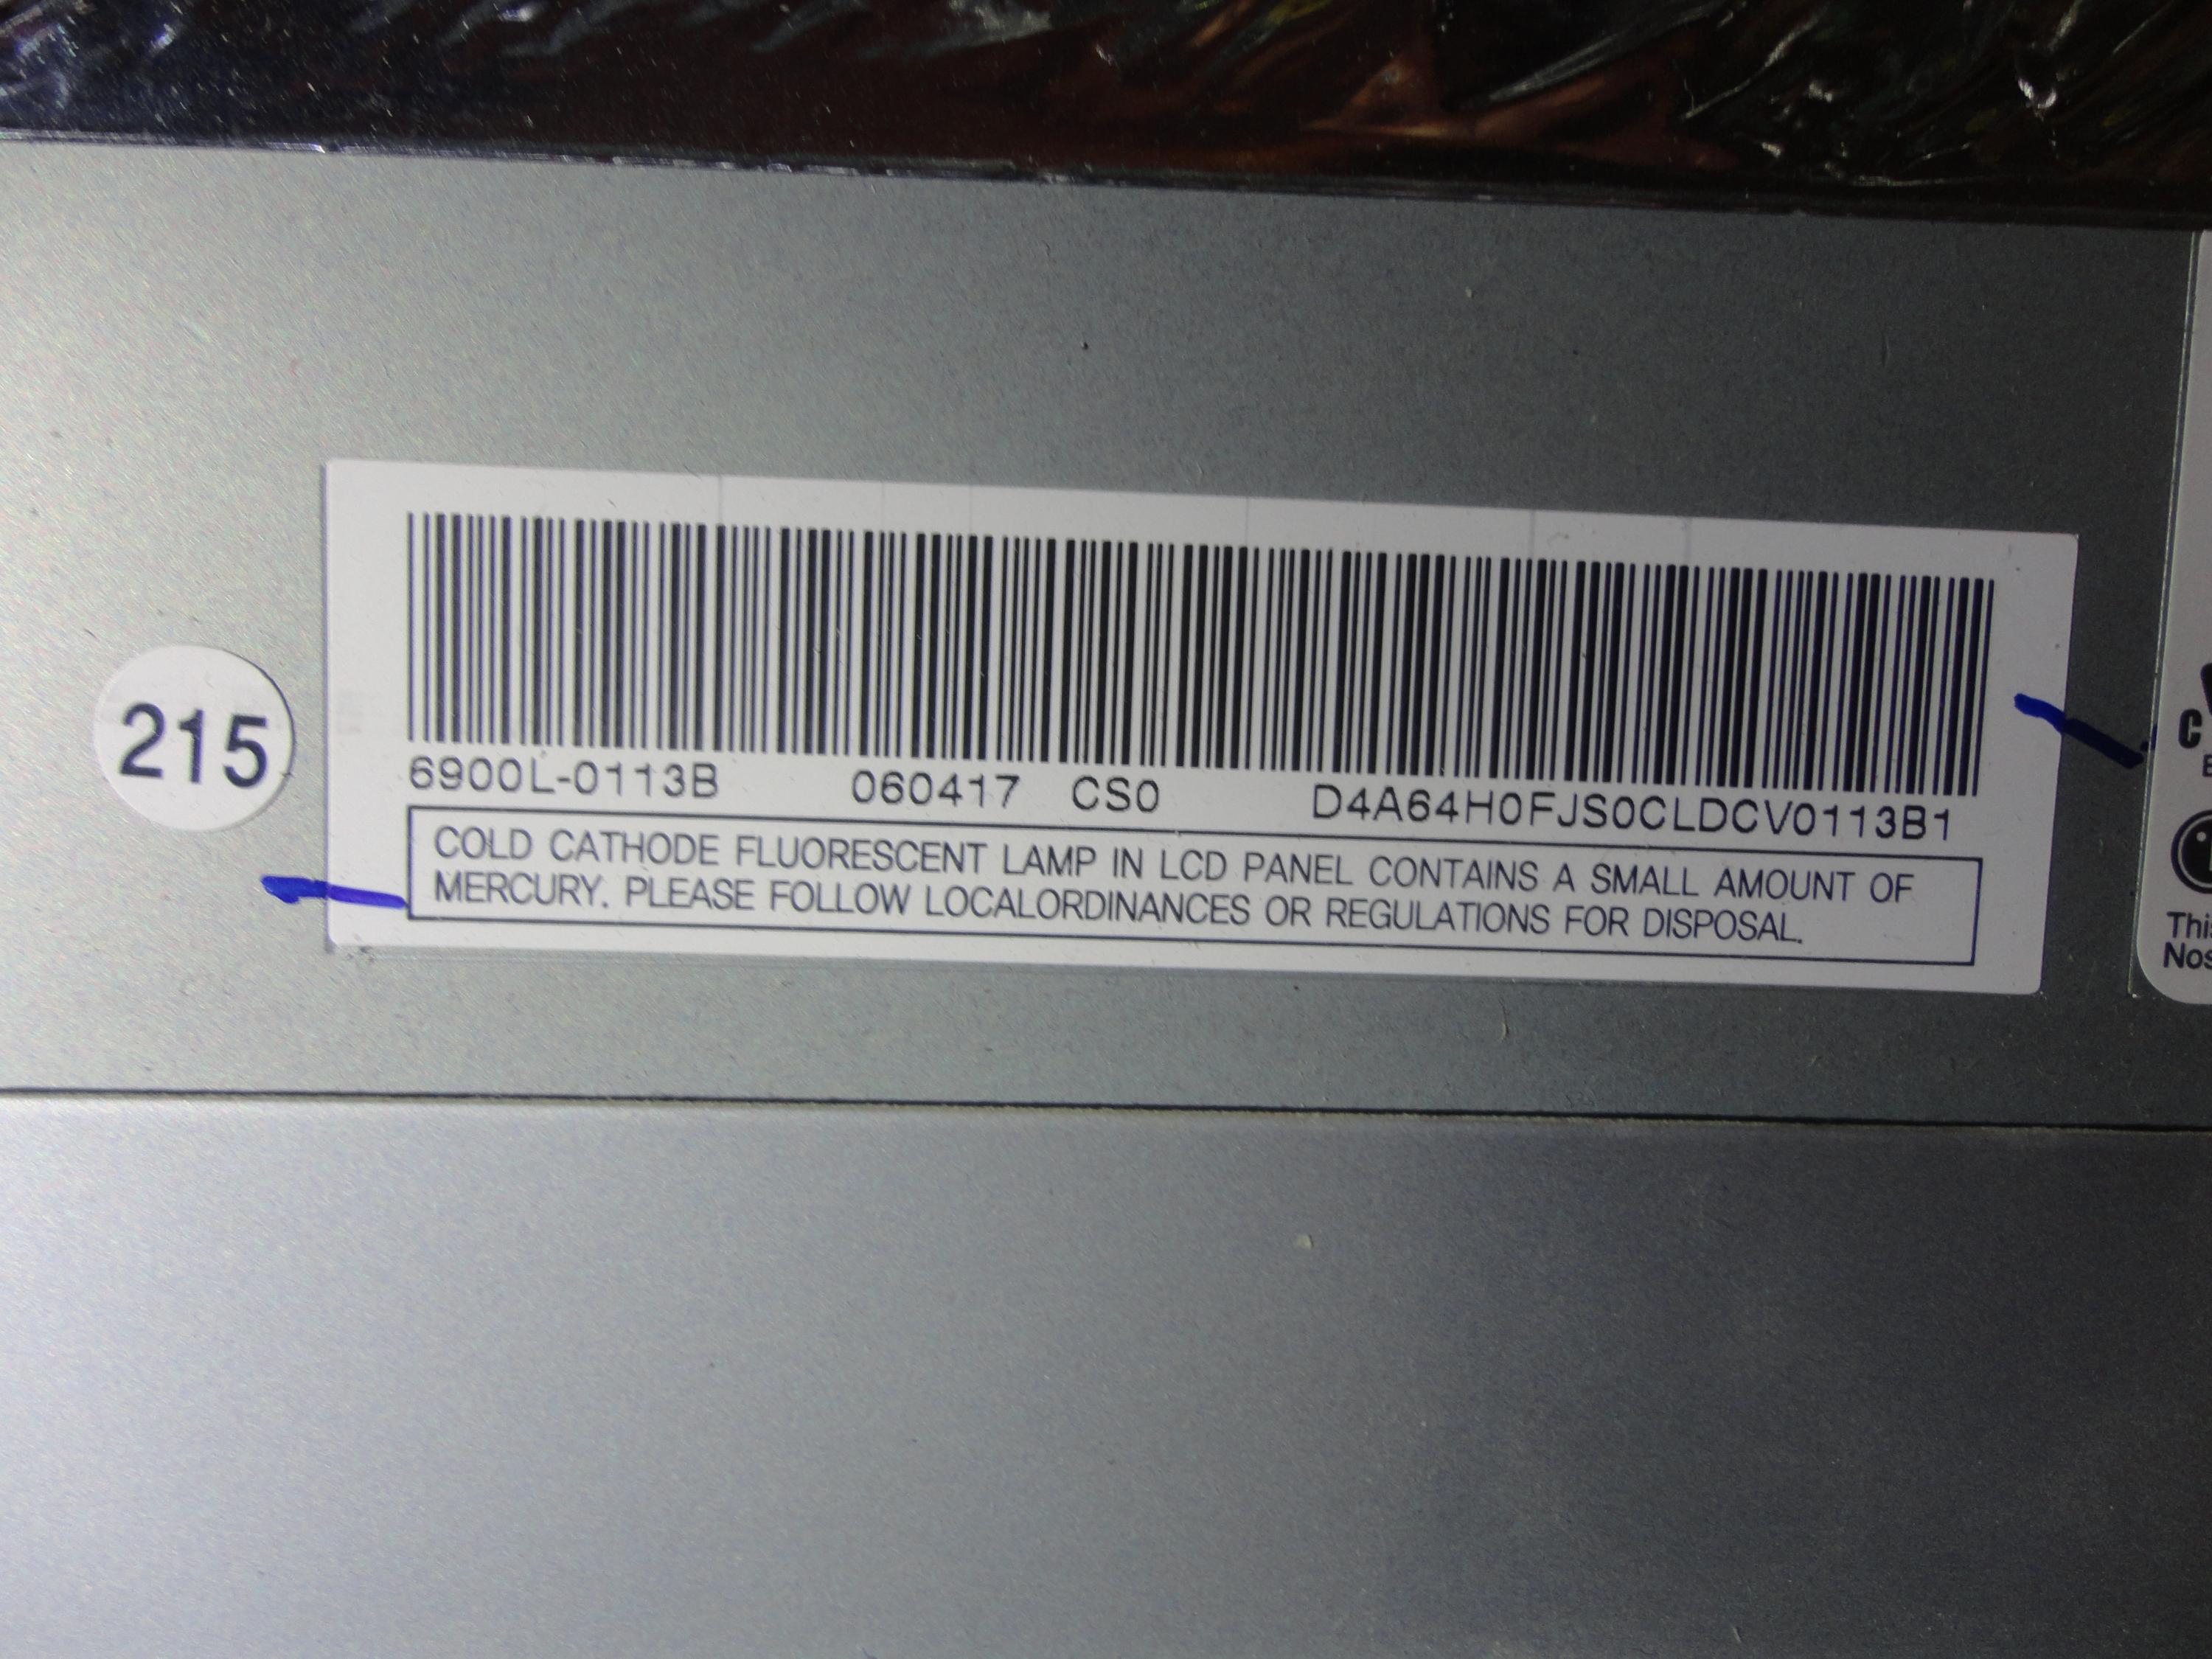 215
6900L-0113B 060417 CS0 D4A64H0FJS0CLDCV0113B1
COLD CATHODE FLUORESCENT LAMP IN LCD PANEL CONTAINS A SMALL AMOUNT OF
MERCURY. PLEASE FOLLOW LOCALORDINANCES OR REGULATIONS FOR DISPOSAL.